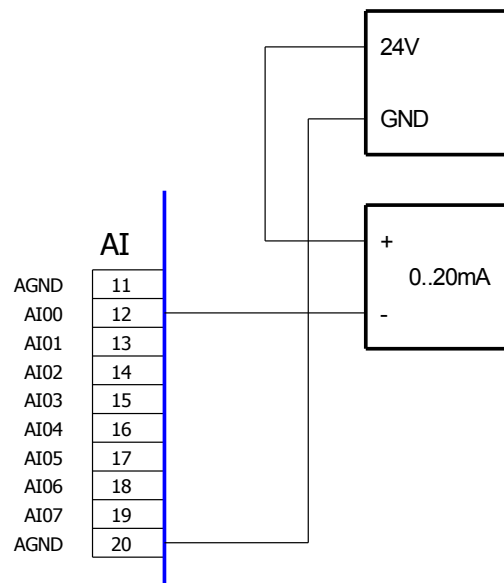 24V
GND
+
0..20mA
-
AI
AGND 11
AI00 12
AI01 13
AI02 14
AI03 15
AI04 16
AI05 17
AI06 18
AI07 19
AGND 20